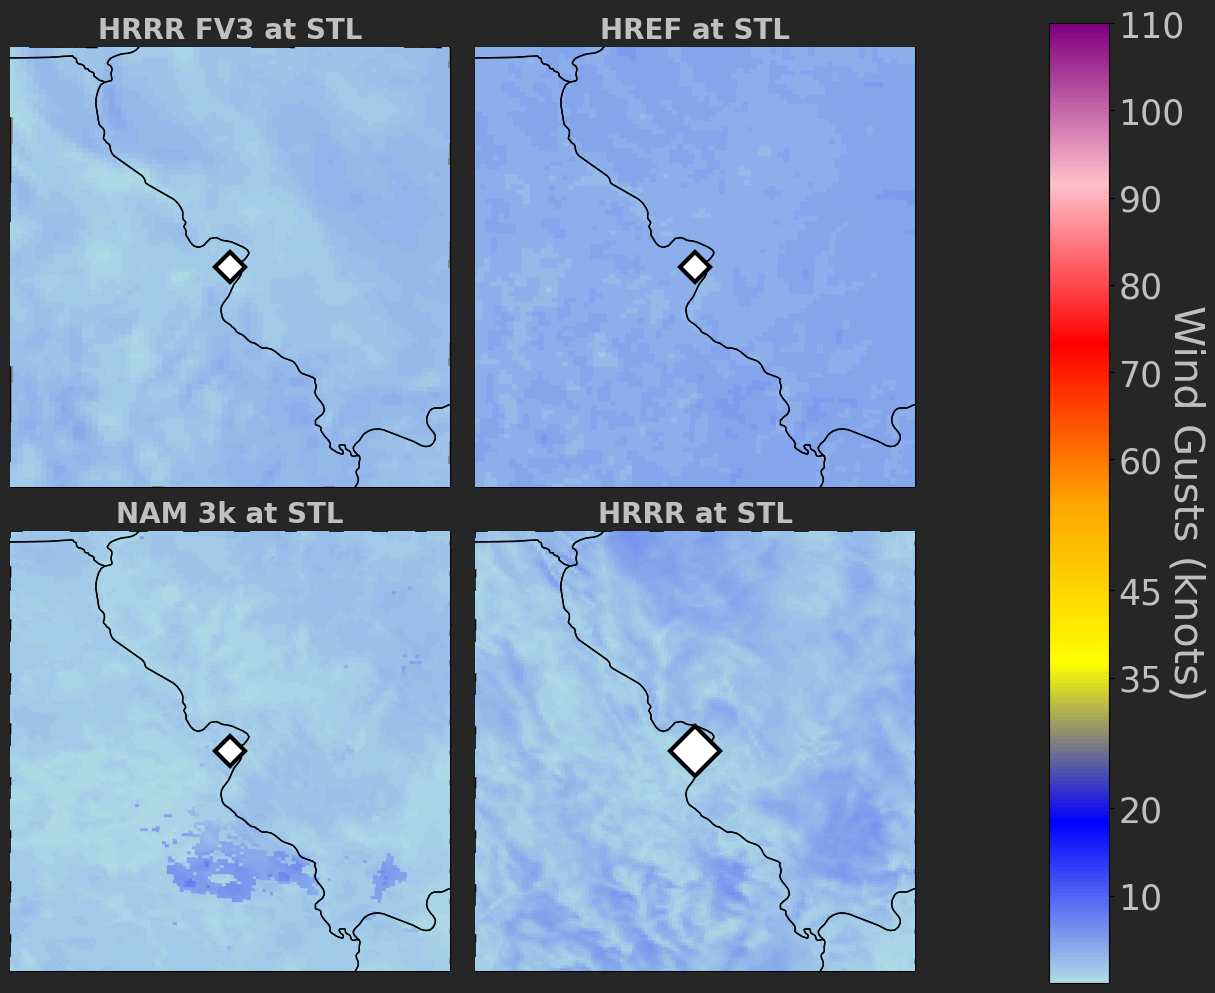 HRRR FV3 at STL
HREF at STL
NAM 3k at STL
HRRR at STL
110
100
90
80
70
60
45
35
20
10
Wind Gusts (knots)